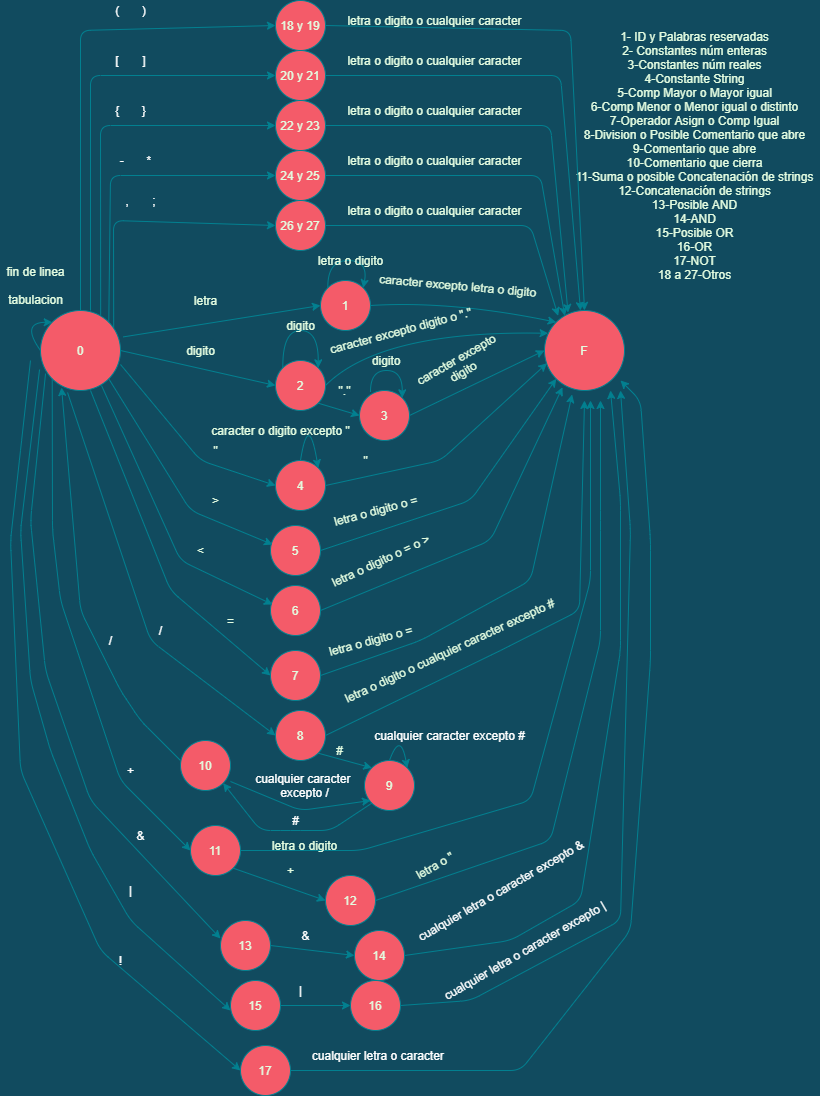 ( )
18 y 19
letra o digito o cualquier caracter
[ ]
20 y 21
letra o digito o cualquier caracter
{ }
22 y 23
letra o digito o cualquier caracter
- *
24 y 25
letra o digito o cualquier caracter
, ;
26 y 27
letra o digito o cualquier caracter
1- ID y Palabras reservadas
2- Constantes núm enteras
3-Constantes núm reales
4-Constante String
5-Comp Mayor o Mayor igual
6-Comp Menor o Menor igual o distinto
7-Operador Asign o Comp Igual
8-Division o Posible Comentario que abre
9-Comentario que abre
10-Comentario que cierra
11-Suma o posible Concatenación de strings
12-Concatenación de strings
13-Posible AND
14-AND
15-Posible OR
16-OR
17-NOT
18 a 27-Otros
fin de linea
tabulacion
0
letra
letra o digito
1
caracter excepto letra o digito
F
digito
digito
2
caracter excepto digito o "."
"."
digito
3
caracter excepto
digito
caracter o digito excepto "
"
4
"
>
5
letra o digito o =
<
6
letra o digito o = o >
=
7
letra o digito o =
/
/
8
letra o digito o cualquier caracter excepto #
#
cualquier caracter excepto #
10
cualquier caracter
excepto /
9
#
+
11
letra o digito
+
12
letra o "
&
13
&
14
cualquier letra o caracter excepto &
|
15
|
16
cualquier letra o caracter excepto |
!
17
cualquier letra o caracter